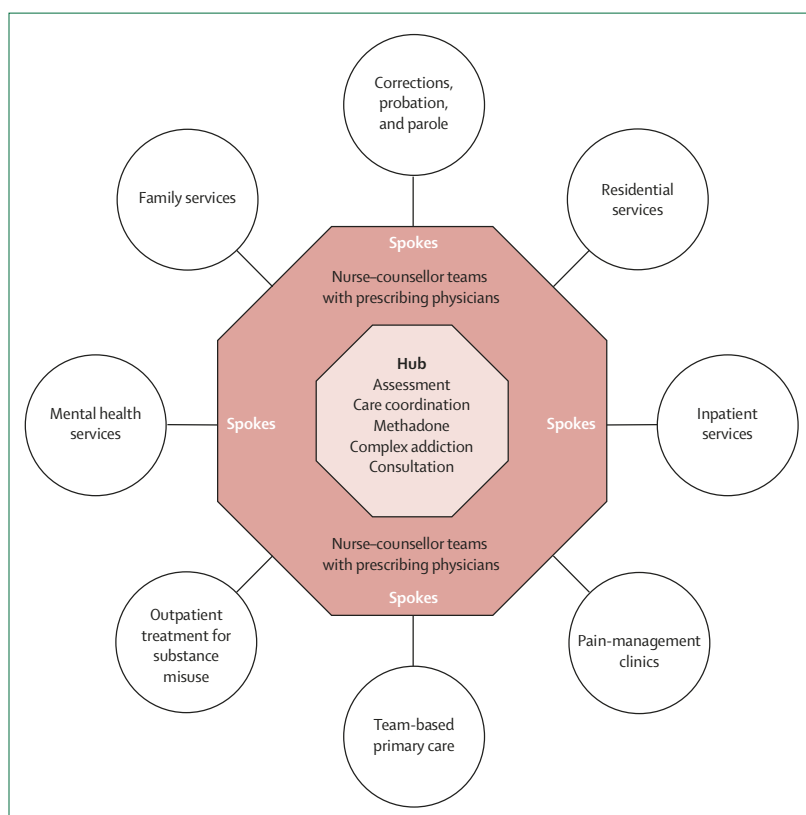 Corrections,
probation,
and parole
Family services
Residential
services
Spokes
Nurse–counsellor teams
with prescribing physicians
Hub
Assessment
Care coordination
Methadone
Complex addiction
Consultation
Mental health
services
Spokes
Spokes
Inpatient
services
Nurse–counsellor teams
with prescribing physicians
Spokes
Outpatient
treatment for
substance
misuse
Pain-management
clinics
Team-based
primary care